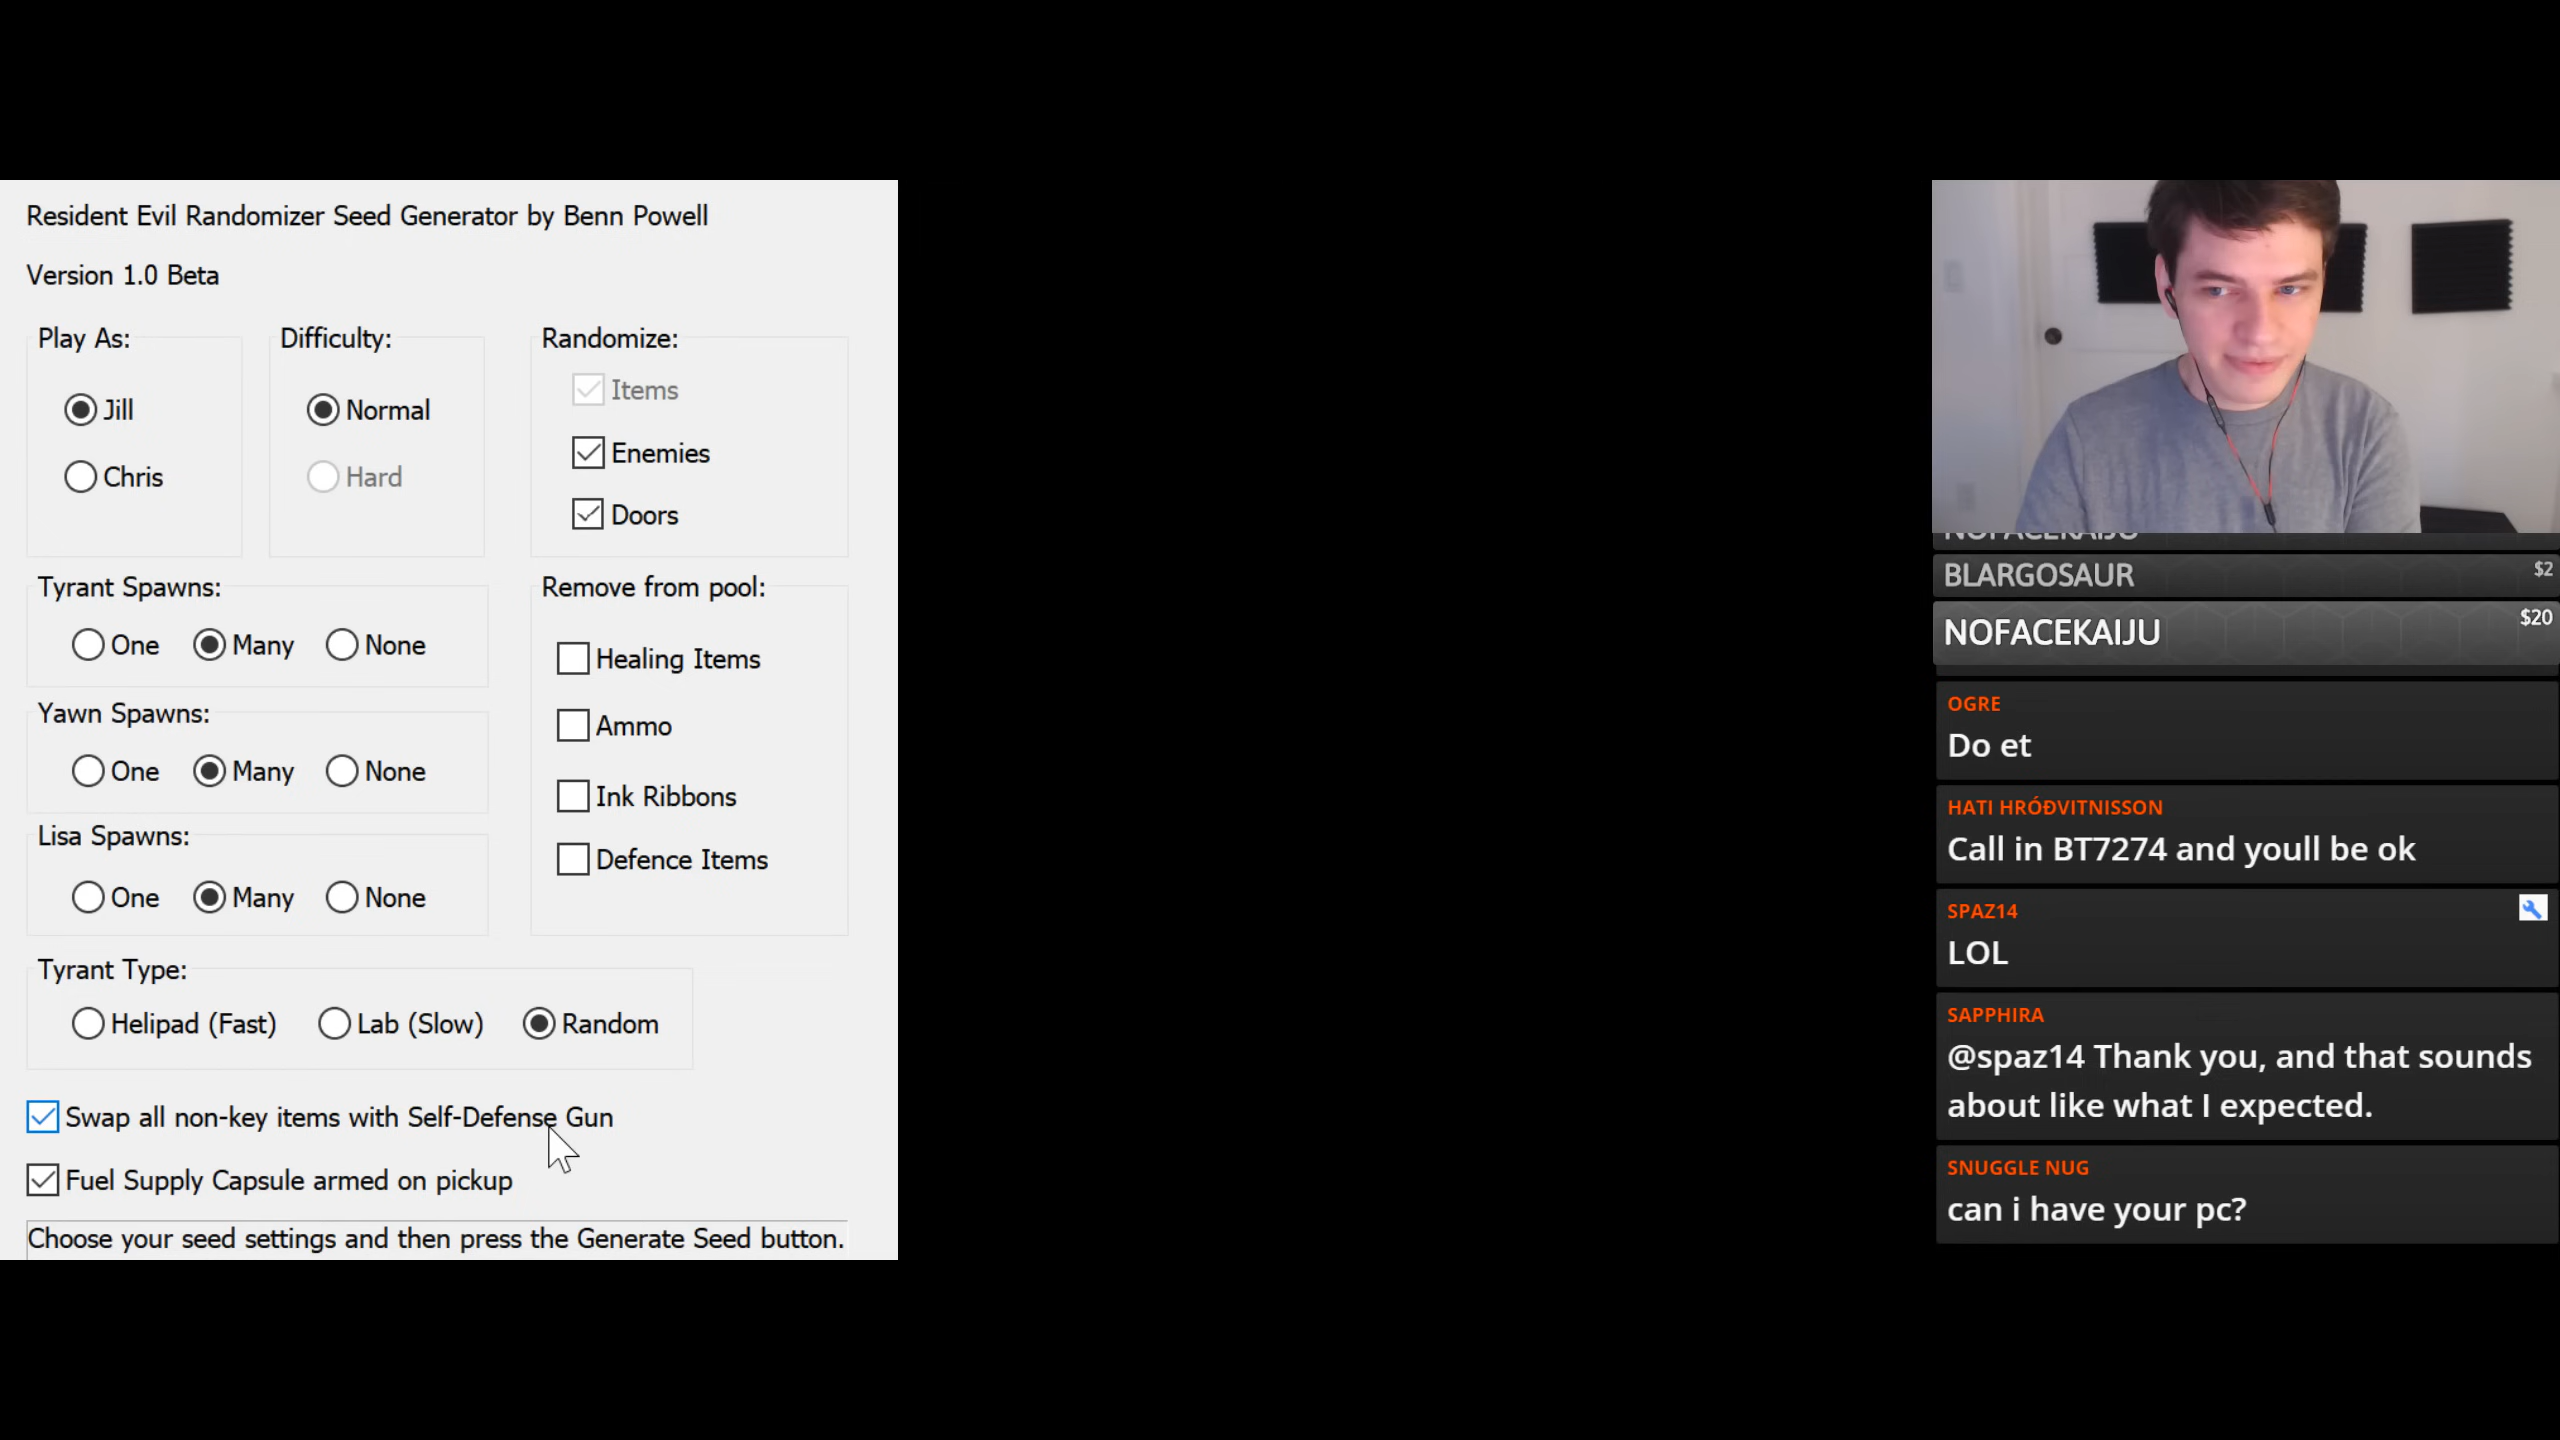 Resident Evil Randomizer Seed Generator by Benn Powell
Version 1.0 Beta
Play As:
Jill
Chris
Difficulty:
Normal
Hard
Randomize:
Items
Enemies
Doors
Tyrant Spawns:
One Many None
Yawn Spawns:
One Many None
Lisa Spawns:
One Many None
Remove from pool:
Healing Items
Ammo
Ink Ribbons
Defence Items
Tyrant Type:
Helipad (Fast) Lab (Slow) Random
Swap all non-key items with Self-Defense Gun
Fuel Supply Capsule armed on pickup
Choose your seed settings and then press the Generate Seed button.
NOFACEKAIJU
BLARGOSAUR $2
NOFACEKAIJU $20
OGRE
Do et
HATI HRÓÐVITNISSON
Call in BT7274 and youll be ok
SPAZ14
LOL
SAPPHIRA
@spaz14 Thank you, and that sounds
about like what I expected.
SNUGGLE NUG
can i have your pc?